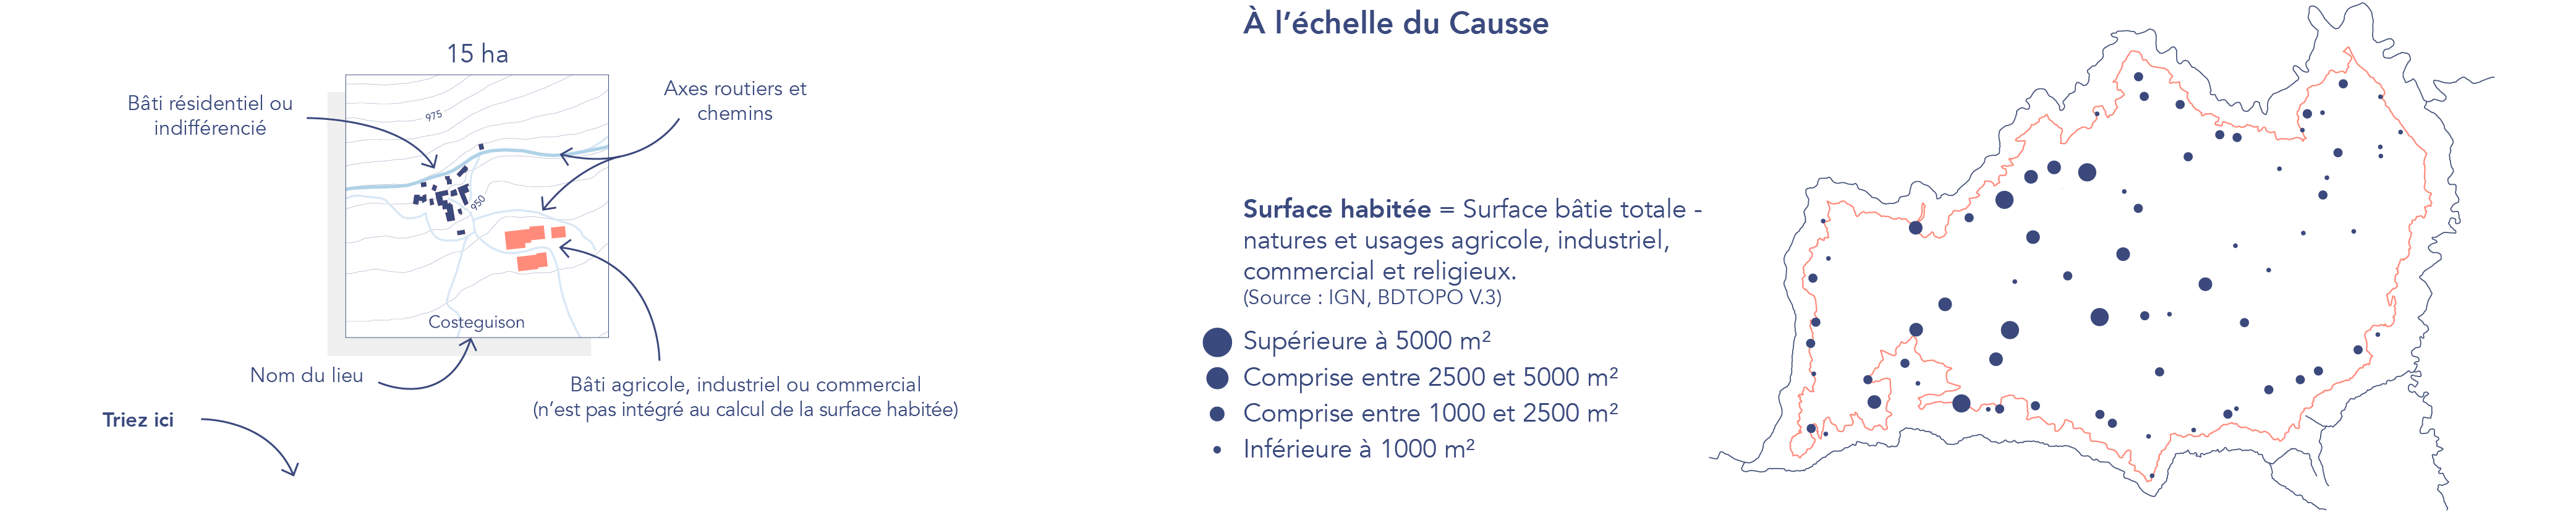 15 ha
Bâti résidentiel ou
indifférencié
Axes routiers et
chemins
975
950
Costeguison
Nom du lieu
Bâti agricole, industriel ou commercial
(n’est pas intégré au calcul de la surface habitée)
Triez ici
À l’échelle du Causse
Surface habitée = Surface bâtie totale -
natures et usages agricole, industriel,
commercial et religieux.
(Source : IGN, BDTOPO V.3)
Supérieure à 5000 m²
Comprise entre 2500 et 5000 m²
Comprise entre 1000 et 2500 m²
Inférieure à 1000 m²